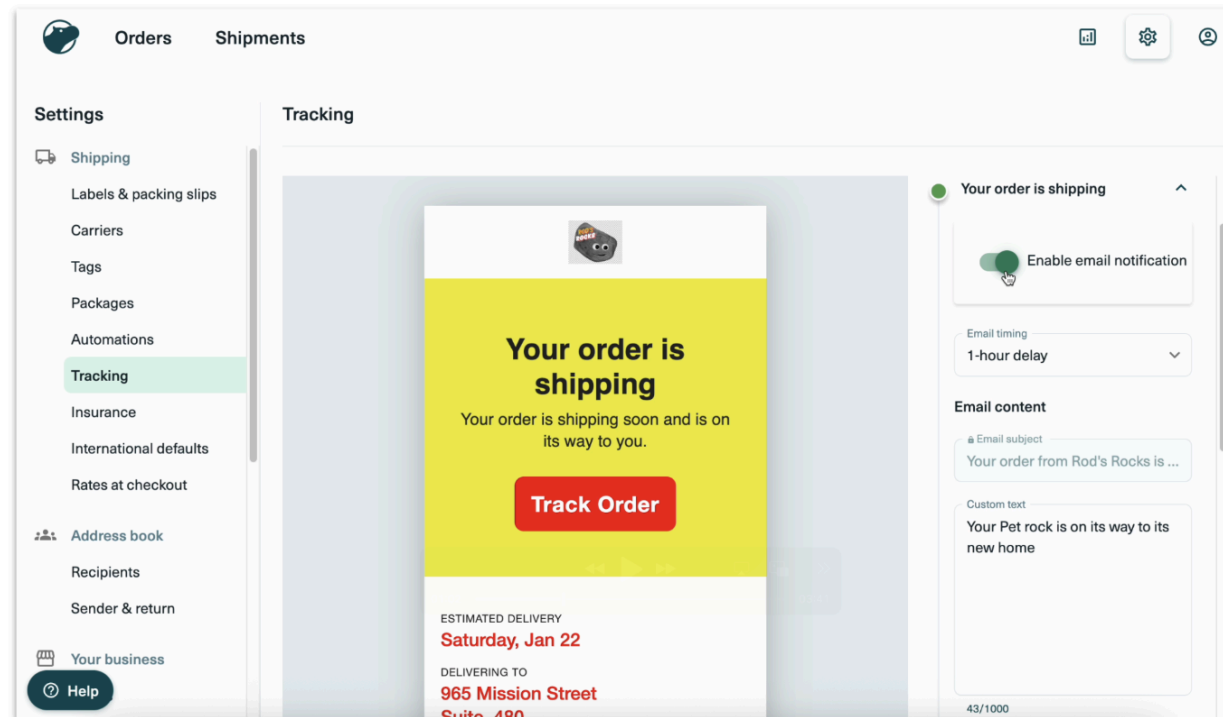 Orders
Shipments
Settings
Shipping
Labels & packing slips
Carriers
Tags
Packages
Automations
Tracking
Insurance
International defaults
Rates at checkout
Address book
Recipients
Sender & return
Your business
Help
Tracking
ROD'S
ROCKS
Your order is
shipping
Your order is shipping soon and is on
its way to you.
Track Order
ESTIMATED DELIVERY
Saturday, Jan 22
DELIVERING TO
965 Mission Street
Suite, 480
Your order is shipping
Enable email notification
Email timing
1-hour delay
Email content
Email subject
Your order from Rod's Rocks is ...
Custom text
Your Pet rock is on its way to its
new home
43/1000